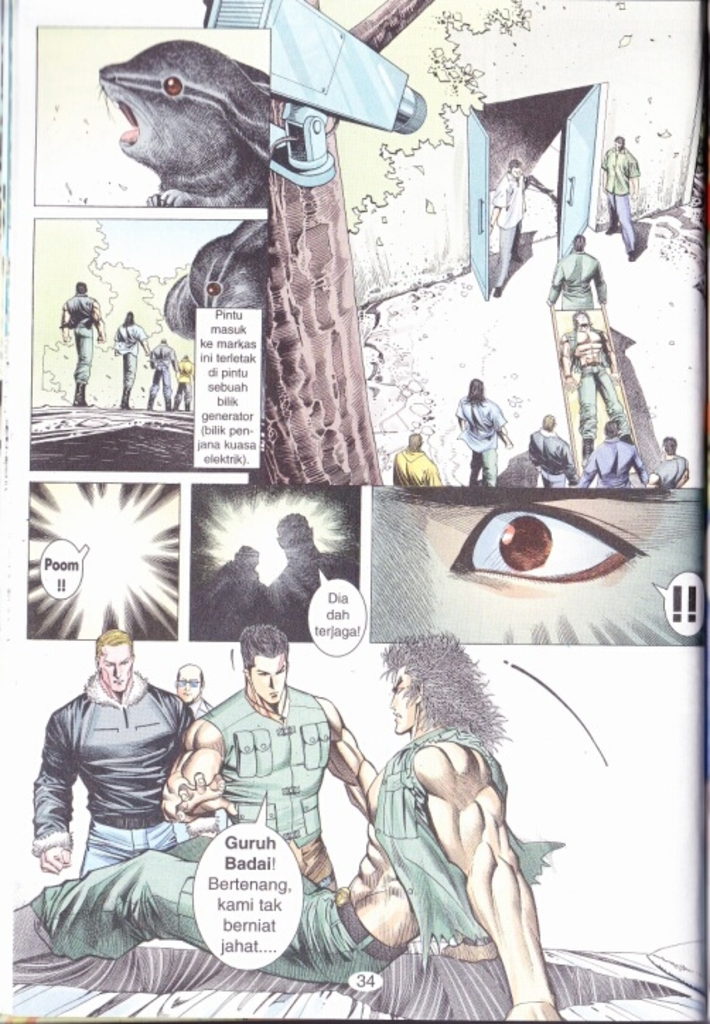 Pintu
masuk
ke markas
ini terletak
di pintu
sebuah
bilik
generator
(bilik pen-
jana kuasa
elektrik).
Poom
!!
Dia
dah
terjaga!
!!
Guruh
Badai!
Bertenang,
kami tak
berniat
jahat....
34